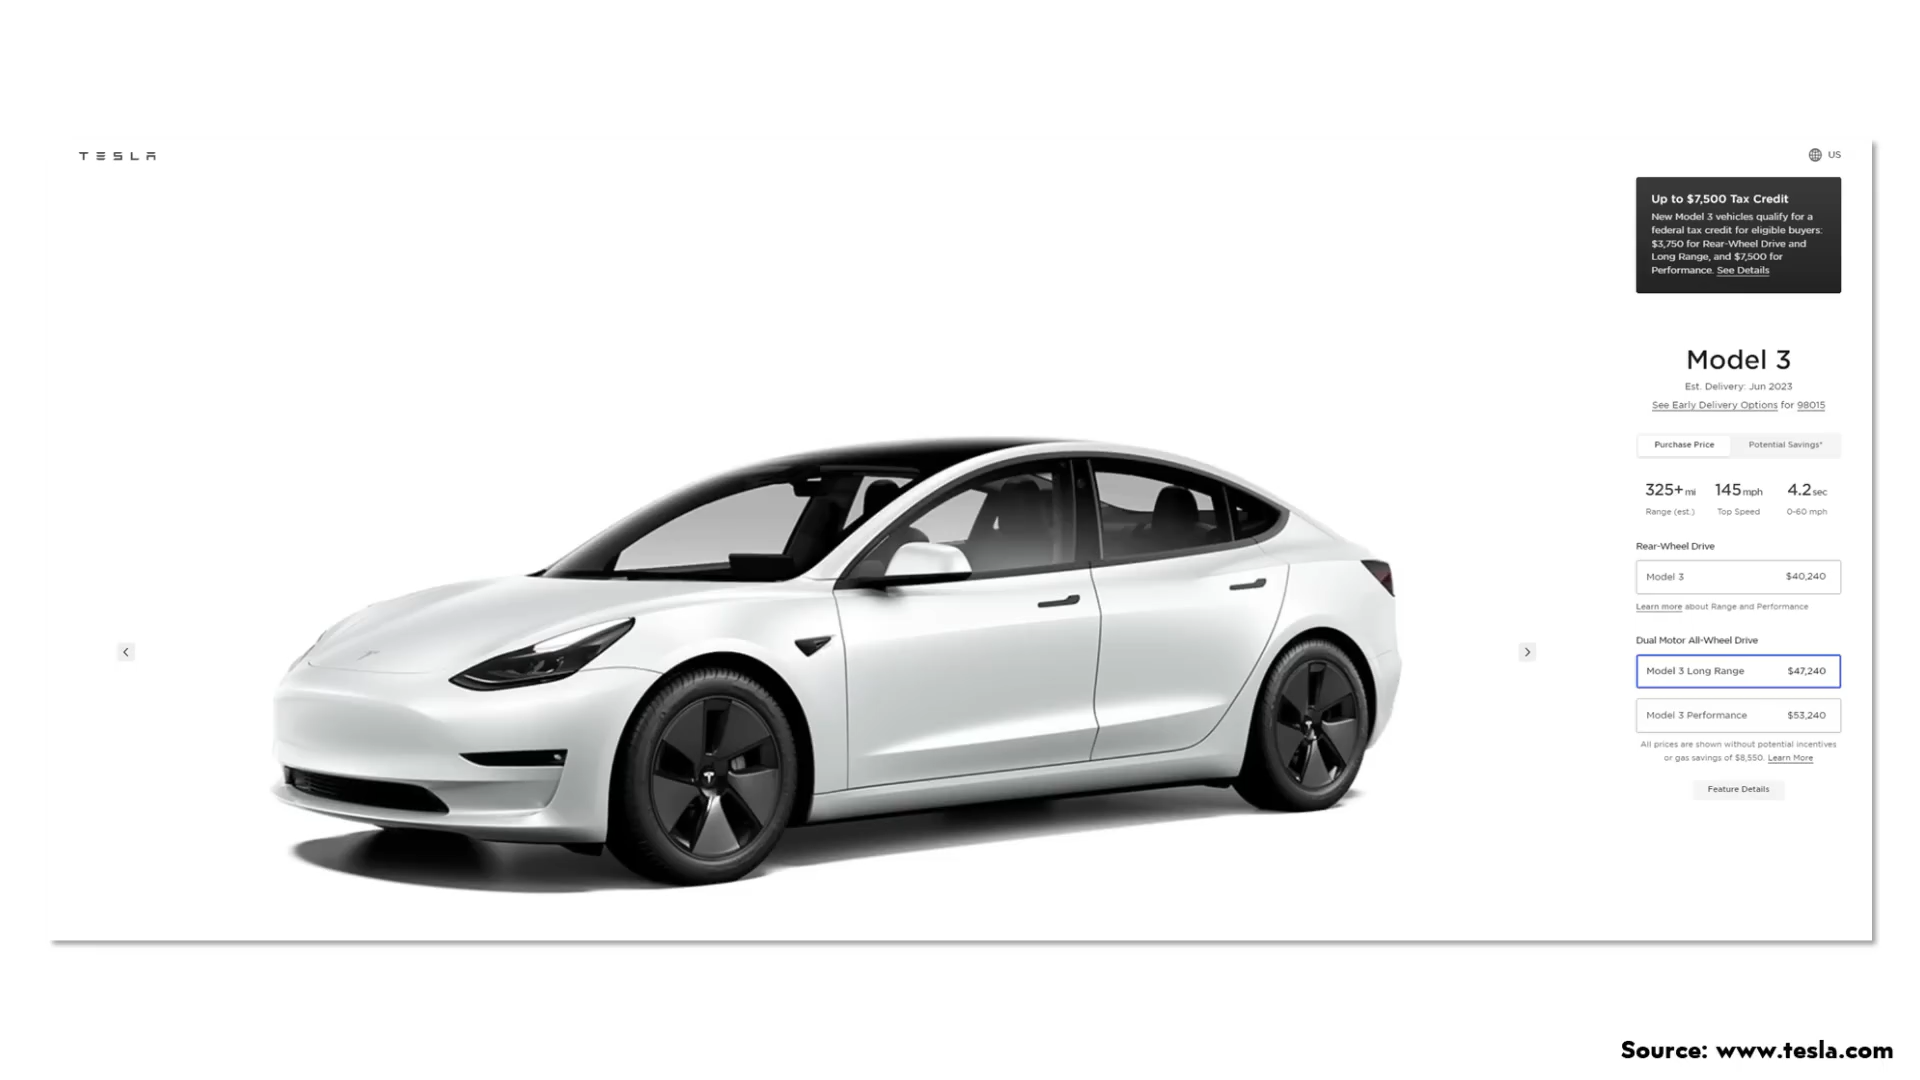 TESLA
US
Up to $7,500 Tax Credit
New Model 3 vehicles qualify for a
federal tax credit for eligible buyers:
$3,750 for Rear-Wheel Drive and
Long Range, and $7,500 for
Performance. See Details
Model 3
Est. Delivery: Jun 2023
See Early Delivery Options for 98015
Purchase Price Potential Savings*
325+ mi 145 mph 4.2 sec
Range (est.) Top Speed 0-60 mph
Rear-Wheel Drive
Model 3 $40,240
Learn more about Range and Performance
Dual Motor All-Wheel Drive
Model 3 Long Range $47,240
Model 3 Performance $53,240
All prices are shown without potential incentives
or gas savings of $8,550. Learn More
Feature Details
Source: www.tesla.com